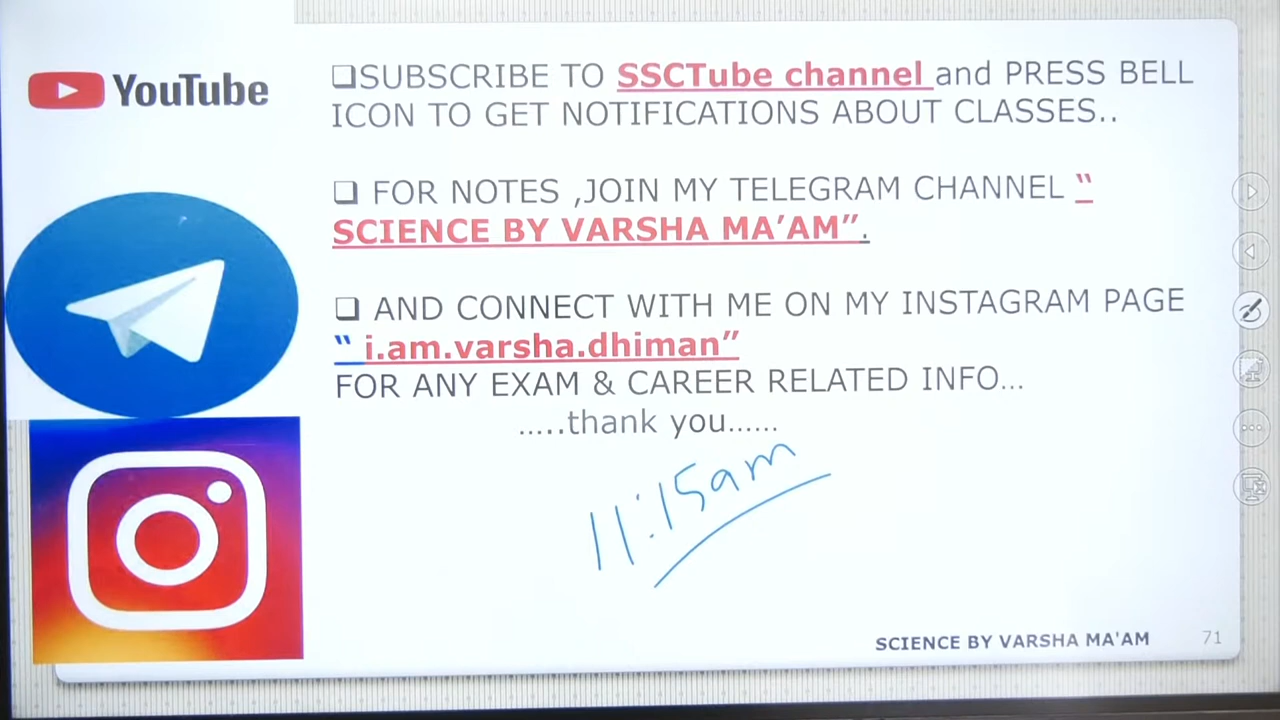 YouTube
❑SUBSCRIBE TO SSCTube channel and PRESS BELL
ICON TO GET NOTIFICATIONS ABOUT CLASSES..
❑ FOR NOTES ,JOIN MY TELEGRAM CHANNEL “
SCIENCE BY VARSHA MA’AM”.
❑ AND CONNECT WITH ME ON MY INSTAGRAM PAGE
“ i.am.varsha.dhiman”
FOR ANY EXAM & CAREER RELATED INFO…
…..thank you……
11:15am
SCIENCE BY VARSHA MA'AM 71